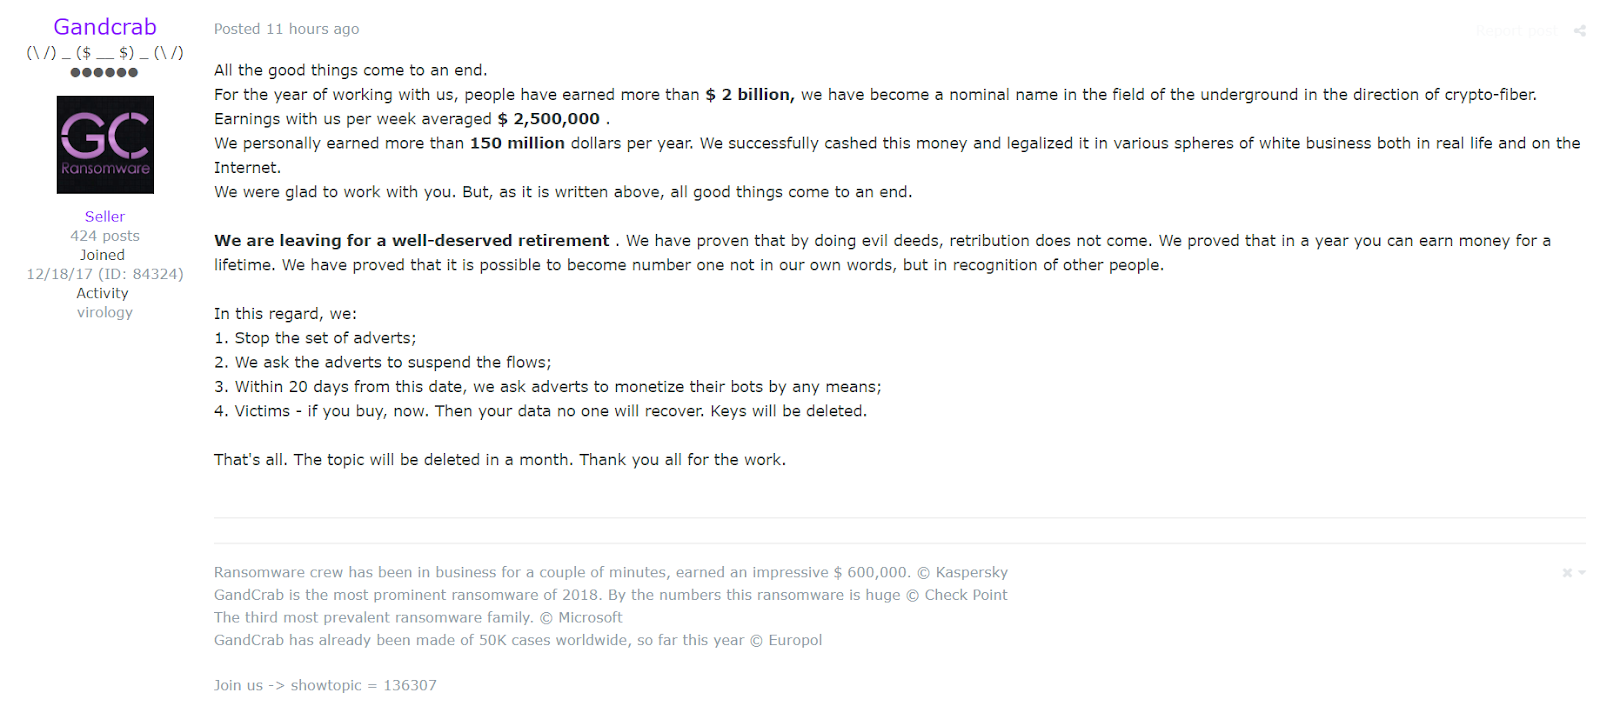 Gandcrab
(\ /) _ ($ __ $) _ (\ /)
●●●●●●
GC
Ransomware
Seller
424 posts
Joined
12/18/17 (ID: 84324)
Activity
virology
Posted 11 hours ago
Report post
All the good things come to an end.
For the year of working with us, people have earned more than $ 2 billion, we have become a nominal name in the field of the underground in the direction of crypto-fiber.
Earnings with us per week averaged $ 2,500,000 .
We personally earned more than 150 million dollars per year. We successfully cashed this money and legalized it in various spheres of white business both in real life and on the
Internet.
We were glad to work with you. But, as it is written above, all good things come to an end.
We are leaving for a well-deserved retirement . We have proven that by doing evil deeds, retribution does not come. We proved that in a year you can earn money for a
lifetime. We have proved that it is possible to become number one not in our own words, but in recognition of other people.
In this regard, we:
1. Stop the set of adverts;
2. We ask the adverts to suspend the flows;
3. Within 20 days from this date, we ask adverts to monetize their bots by any means;
4. Victims - if you buy, now. Then your data no one will recover. Keys will be deleted.
That's all. The topic will be deleted in a month. Thank you all for the work.
Ransomware crew has been in business for a couple of minutes, earned an impressive $ 600,000. © Kaspersky
GandCrab is the most prominent ransomware of 2018. By the numbers this ransomware is huge © Check Point
The third most prevalent ransomware family. © Microsoft
GandCrab has already been made of 50K cases worldwide, so far this year © Europol
Join us -> showtopic = 136307